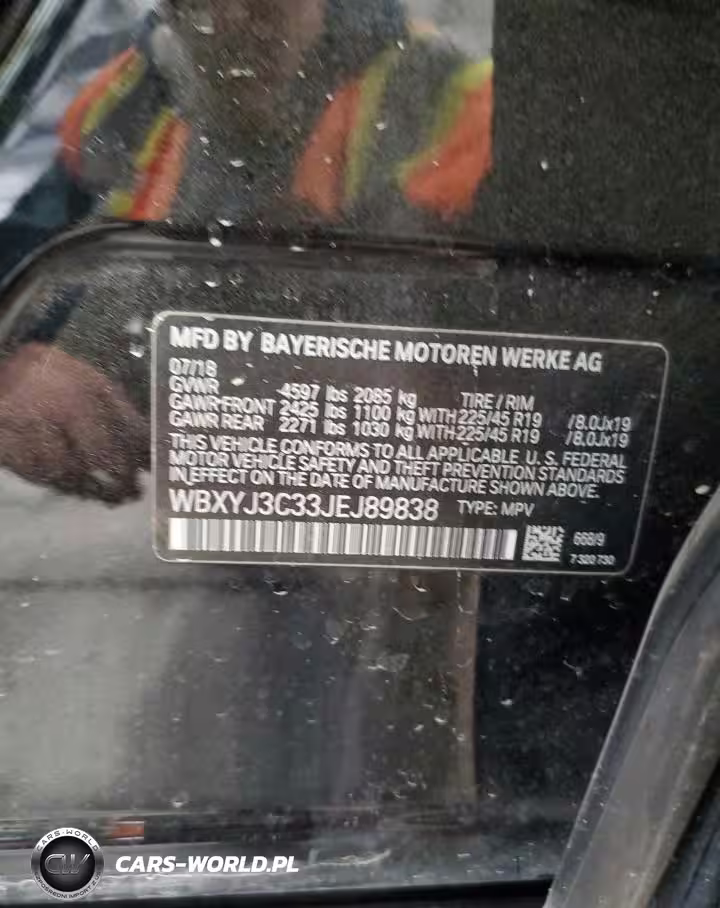 MFD BY BAYERISCHE MOTOREN WERKE AG
07/18
GVWR 4597 lbs 2085 kg TIRE / RIM
GAWR FRONT 2425 lbs 1100 kg WITH 225/45 R19 /8.0Jx19
GAWR REAR 2271 lbs 1030 kg WITH 225/45 R19 /8.0Jx19
THIS VEHICLE CONFORMS TO ALL APPLICABLE U. S. FEDERAL
MOTOR VEHICLE SAFETY AND THEFT PREVENTION STANDARDS
IN EFFECT ON THE DATE OF MANUFACTURE SHOWN ABOVE.
WBXYJ3C33JEJ89838 TYPE: MPV
668/9
7 320 730
CARS-WORLD
CW
CARS-WORLD.PL